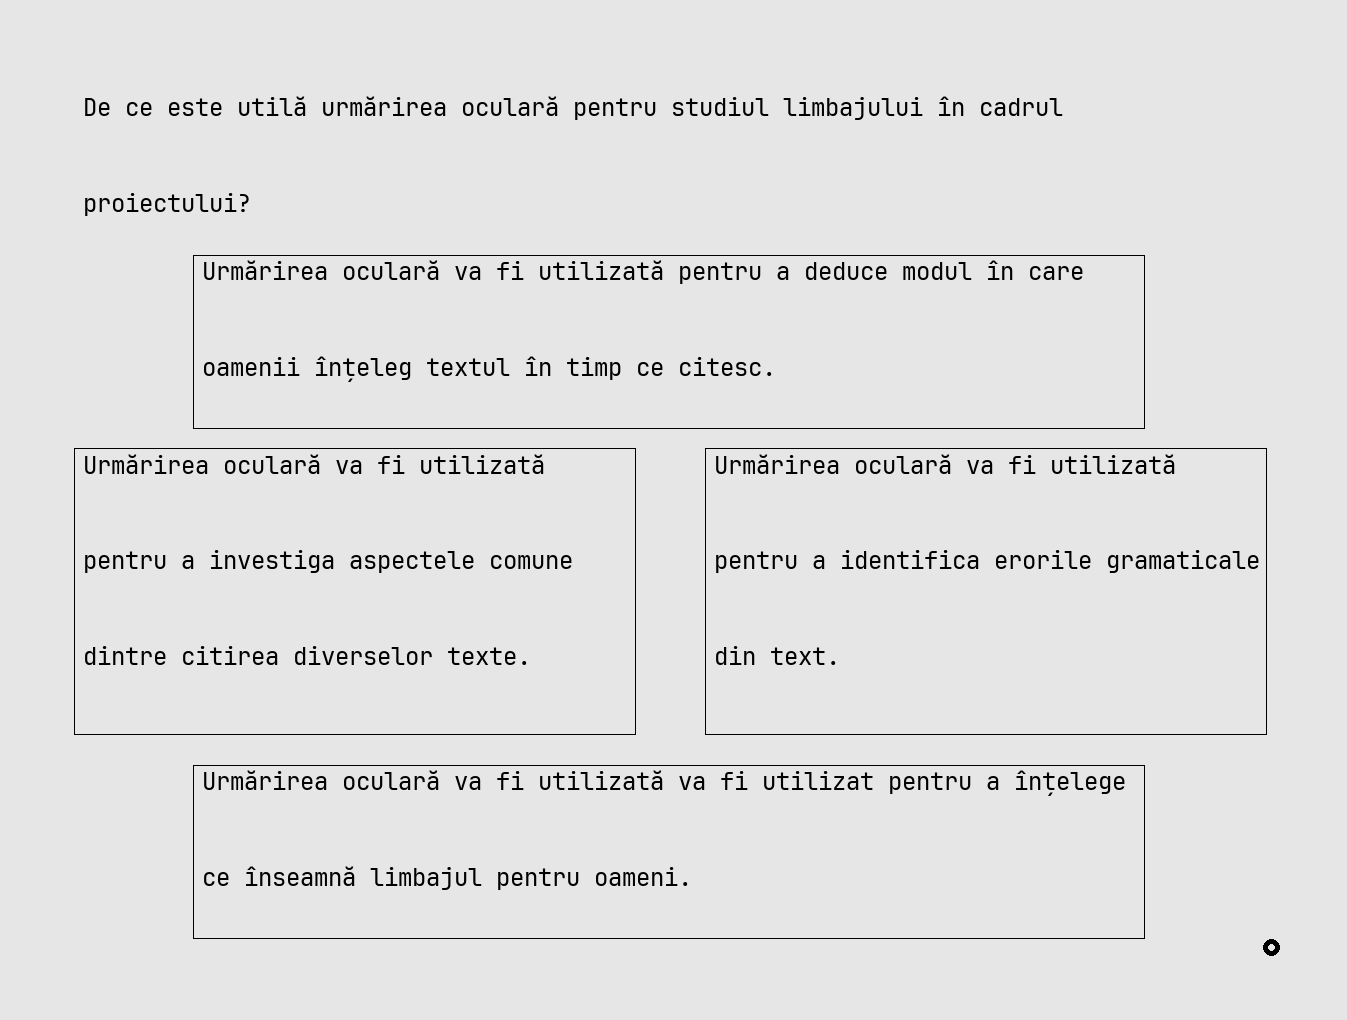 De ce este utilă urmărirea oculară pentru studiul limbajului în cadrul
proiectului?
Urmărirea oculară va fi utilizată pentru a deduce modul în care
oamenii înțeleg textul în timp ce citesc.
Urmărirea oculară va fi utilizată
pentru a investiga aspectele comune
dintre citirea diverselor texte.
Urmărirea oculară va fi utilizată
pentru a identifica erorile gramaticale
din text.
Urmărirea oculară va fi utilizată va fi utilizat pentru a înțelege
ce înseamnă limbajul pentru oameni.